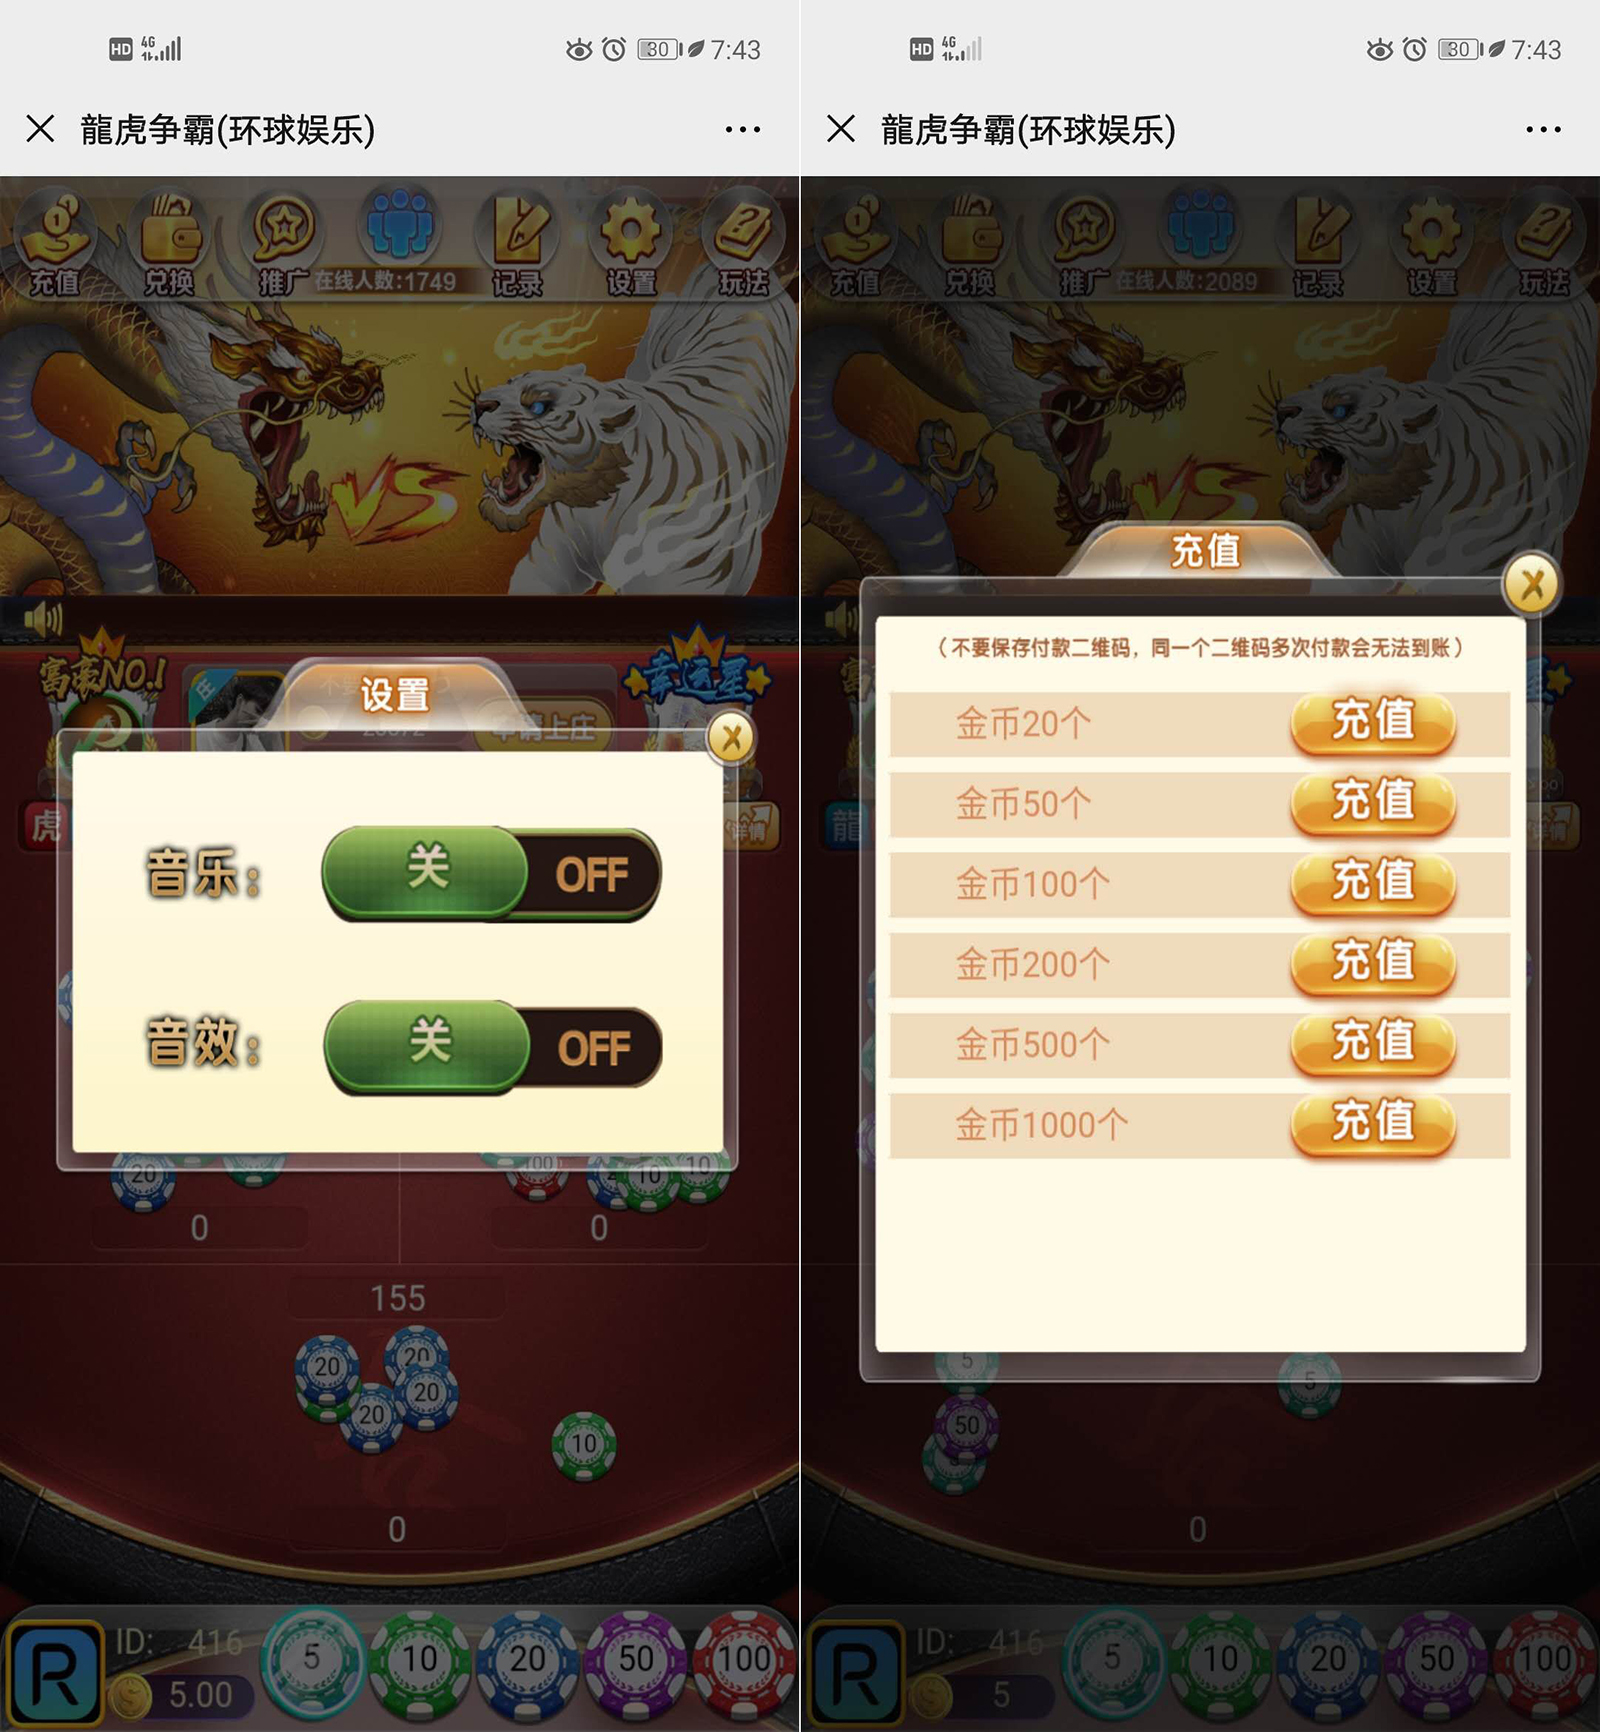 HD 4G 30 7:43
龍虎争霸(环球娱乐)
充值 兑换 推广 在线人数:1749 记录 设置 玩法
VS
富豪NO.1
幸运星
庄
申请上庄
设置
X
虎
详情
音乐:
关 OFF
音效:
关 OFF
20 100 10 10
0 0
155
20 20
20
20
10
0
R ID: 416
5.00
5 10 20 50 100
HD 4G 30 7:43
龍虎争霸(环球娱乐)
充值 兑换 推广 在线人数:2089 记录 设置 玩法
VS
充值
X
(不要保存付款二维码，同一个二维码多次付款会无法到账)
金币20个 充值
金币50个 充值
龍
详情
金币100个 充值
金币200个 充值
金币500个 充值
金币1000个 充值
5 5
50
0
R ID: 416
5
5 10 20 50 100